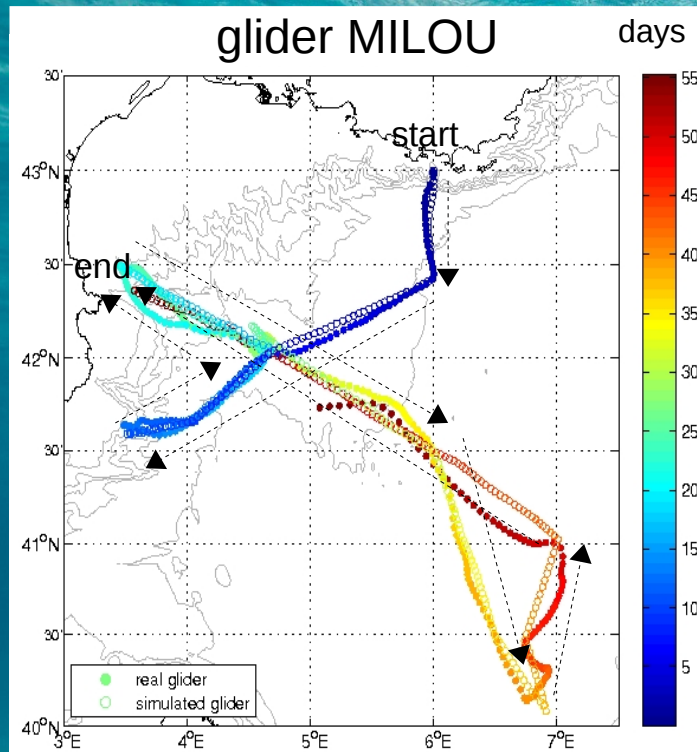 glider MILOU
days
30'
43°N
30'
42°N
30'
41°N
30'
40°N
3°E
4°E
5°E
6°E
7°E
start
end
real glider
simulated glider
55
50
45
40
35
30
25
20
15
10
5